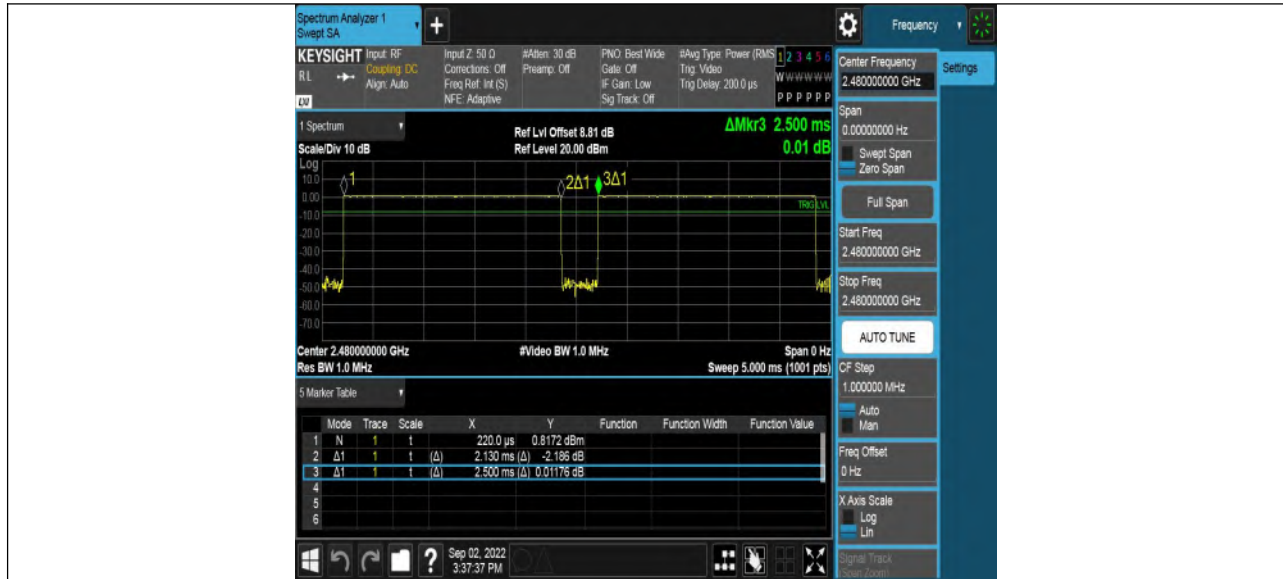 Spectrum Analyzer 1
Swept SA
+
Frequency
KEYSIGHT Input: RF Input Z: 50 Ω #Atten: 30 dB PNO: Best Wide #Avg Type: Power (RMS 1 2 3 4 5 6
RL Coupling: DC Corrections: Off Preamp: Off Gate: Off Trig: Video W W W W W W
Align: Auto Freq Ref: Int (S) IF Gain: Low Trig Delay: 200.0 µs
LXI NFE: Adaptive Sig Track: Off P P P P P P
1 Spectrum
Ref Lvl Offset 8.81 dB
ΔMkr3 2.500 ms
Scale/Div 10 dB Ref Level 20.00 dBm 0.01 dB
Log
10.0
0.00
-10.0
-20.0
-30.0
-40.0
-50.0
-60.0
-70.0
1
2Δ1
3Δ1
TRIG LVL
Center 2.480000000 GHz #Video BW 1.0 MHz Span 0 Hz
Res BW 1.0 MHz Sweep 5.000 ms (1001 pts)
5 Marker Table
Mode Trace Scale X Y Function Function Width Function Value
1 N 1 t 220.0 µs 0.8172 dBm
2 Δ1 1 t (Δ) 2.130 ms (Δ) -2.186 dB
3 Δ1 1 t (Δ) 2.500 ms (Δ) 0.01176 dB
4
5
6
?
Sep 02, 2022
3:37:37 PM
Center Frequency
2.480000000 GHz
Settings
Span
0.00000000 Hz
Swept Span
Zero Span
Full Span
Start Freq
2.480000000 GHz
Stop Freq
2.480000000 GHz
AUTO TUNE
CF Step
1.000000 MHz
Auto
Man
Freq Offset
0 Hz
X Axis Scale
Log
Lin
Signal Track
(Span Zoom)